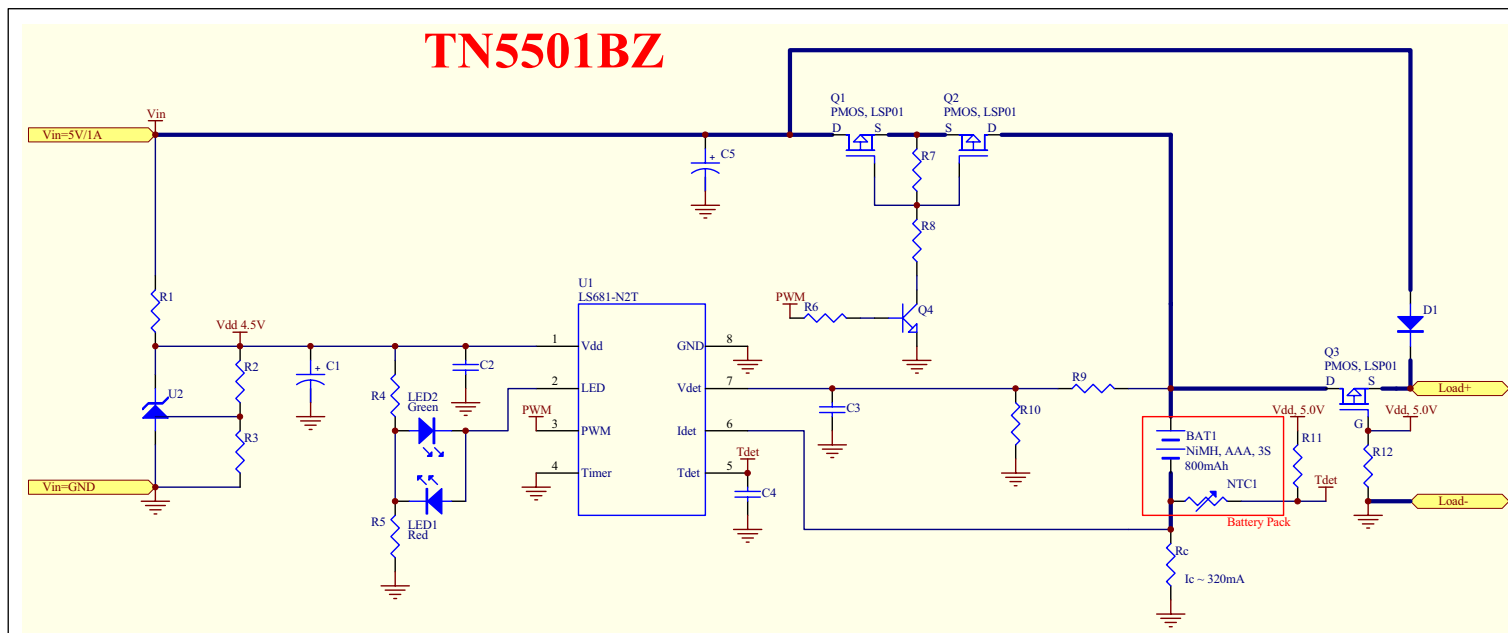 TN5501BZ
Vin
Vin=5V/1A
Q1
PMOS, LSP01
D
S
Q2
PMOS, LSP01
S
D
C5
+
R7
R8
R1
Vdd 4.5V
U1
LS681-N2T
PWM
R6
Q4
D1
Q3
PMOS, LSP01
D
S
G
Load+
Vdd, 5.0V
R2
C1
+
U2
R3
R4
C2
LED2
Green
LED1
Red
R5
PWM
1
Vdd
2
LED
3
PWM
4
Timer
GND
8
Vdet
7
Idet
6
Tdet
5
Tdet
C4
C3
R10
R9
BAT1
NiMH, AAA, 3S
800mAh
NTC1
Battery Pack
Vdd, 5.0V
R11
Tdet
R12
Load-
Vin=GND
Rc
Ic ~ 320mA